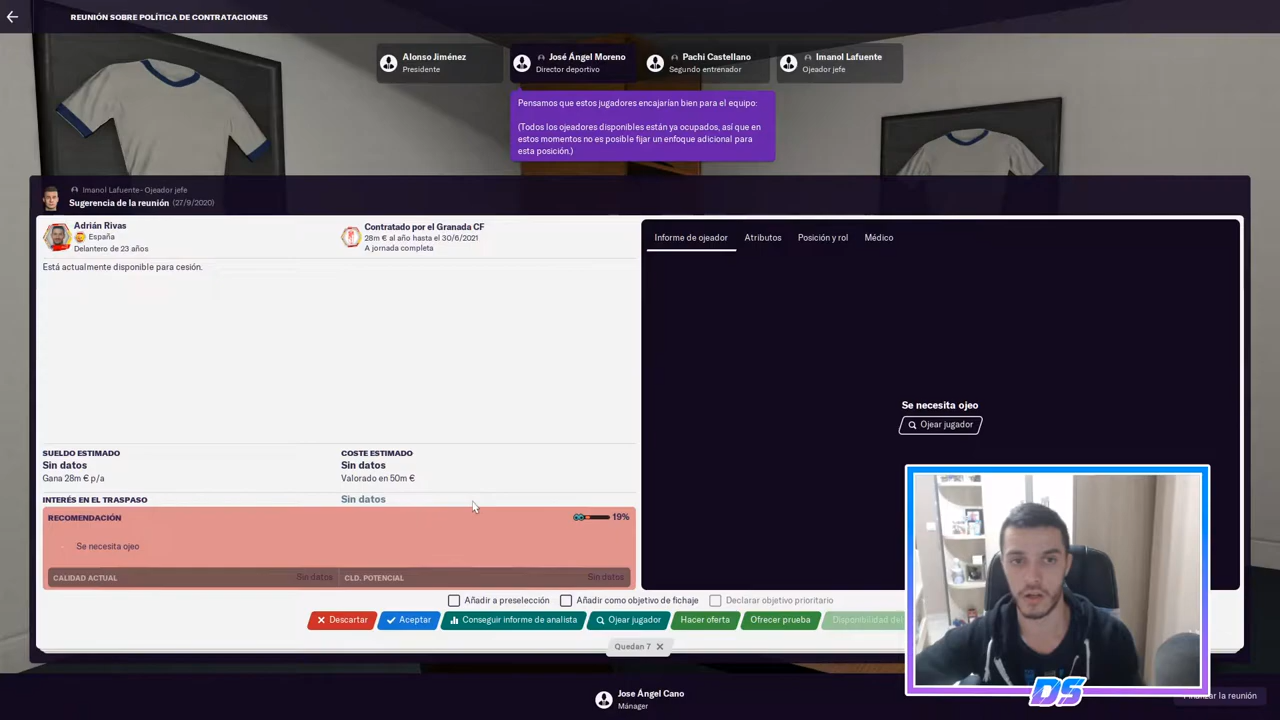 REUNIÓN SOBRE POLÍTICA DE CONTRATACIONES
Alonso Jiménez
Presidente
José Ángel Moreno
Director deportivo
Pachi Castellano
Segundo entrenador
Imanol Lafuente
Ojeador jefe
Pensamos que estos jugadores encajarían bien para el equipo:
(Todos los ojeadores disponibles están ya ocupados, así que en
estos momentos no es posible fijar un enfoque adicional para
esta posición.)
Imanol Lafuente - Ojeador jefe
Sugerencia de la reunión (27/9/2020)
Adrián Rivas
España
Delantero de 23 años
Contratado por el Granada CF
28m € al año hasta el 30/6/2021
A jornada completa
Está actualmente disponible para cesión.
Informe de ojeador
Atributos
Posición y rol
Médico
Se necesita ojeo
Ojear jugador
SUELDO ESTIMADO
Sin datos
Gana 28m € p/a
COSTE ESTIMADO
Sin datos
Valorado en 50m €
INTERÉS EN EL TRASPASO
Sin datos
RECOMENDACIÓN
19%
- Se necesita ojeo
CALIDAD ACTUAL
Sin datos
CLD. POTENCIAL
Sin datos
Añadir a preselección
Añadir como objetivo de fichaje
Declarar objetivo prioritario
Descartar
Aceptar
Conseguir informe de analista
Ojear jugador
Hacer oferta
Ofrecer prueba
Disponibilidad del
Quedan 7
Jose Ángel Cano
Mánager
Finalizar la reunión
DS